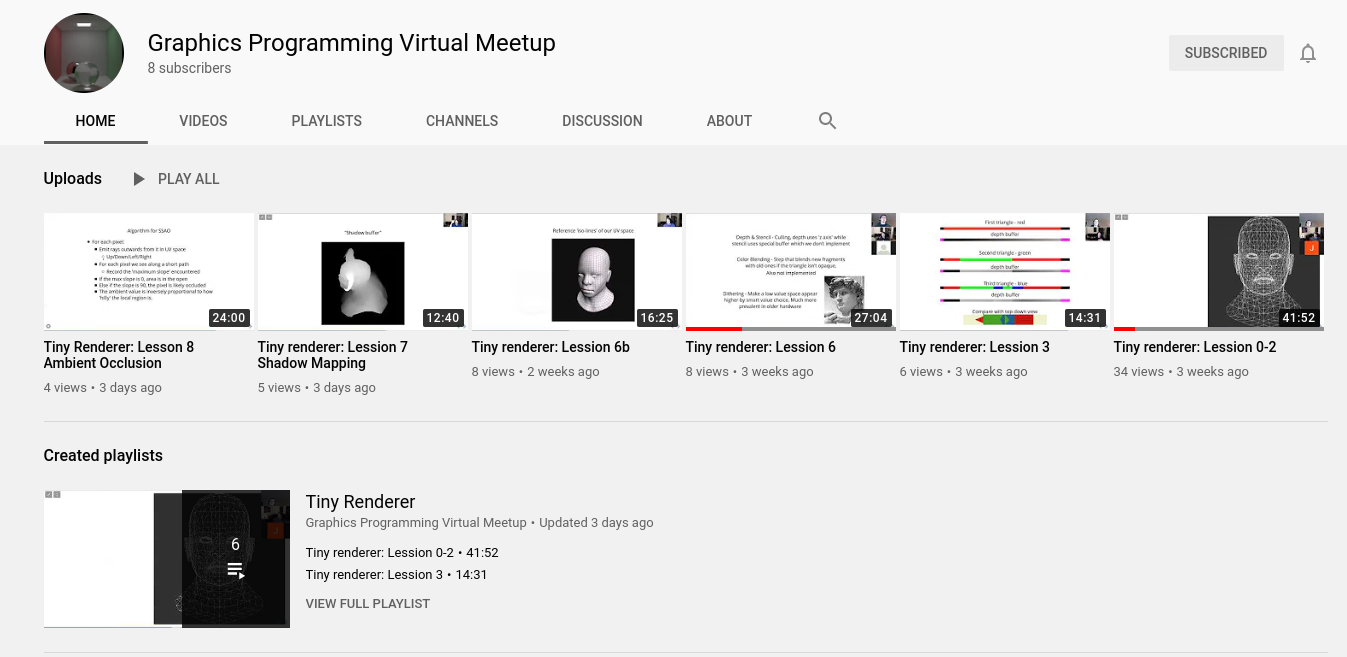 Graphics Programming Virtual Meetup
8 subscribers
SUBSCRIBED
HOME
VIDEOS
PLAYLISTS
CHANNELS
DISCUSSION
ABOUT
Uploads
PLAY ALL
Algorithm for SSAO
For each pixel:
Emit rays outwards from it in UV space
Up/Down/Left/Right
For each pixel we see along a short path
Record the 'maximum slope' encountered
If the max slope is 0, area is in the open
Else if the slope is 90, the pixel is likely occluded
The ambient value is inversely proportional to how
'hilly' the local region is.
24:00
Tiny Renderer: Lesson 8
Ambient Occlusion
4 views • 3 days ago
"Shadow buffer"
12:40
Tiny renderer: Lesson 7
Shadow Mapping
5 views • 3 days ago
Reference 'iso-lines' of our UV space
16:25
Tiny renderer: Lesson 6b
8 views • 2 weeks ago
Depth & Stencil - Culling, depth uses 'z axis' while
stencil uses special buffer which we don't implement
Color Blending - Step that blends new fragments
with old ones if the triangle isn't opaque.
Also not implemented
Dithering - Make a low value space appear
higher by smart value choice. Much more
prevalent in older hardware
27:04
Tiny renderer: Lesson 6
8 views • 3 weeks ago
First triangle - red
depth buffer
Second triangle - green
depth buffer
Third triangle - blue
depth buffer
Compare with top down view
14:31
Tiny renderer: Lesson 3
6 views • 3 weeks ago
J
41:52
Tiny renderer: Lession 0-2
34 views • 3 weeks ago
Created playlists
6
J
Tiny Renderer
Graphics Programming Virtual Meetup • Updated 3 days ago
Tiny renderer: Lession 0-2 • 41:52
Tiny renderer: Lession 3 • 14:31
VIEW FULL PLAYLIST